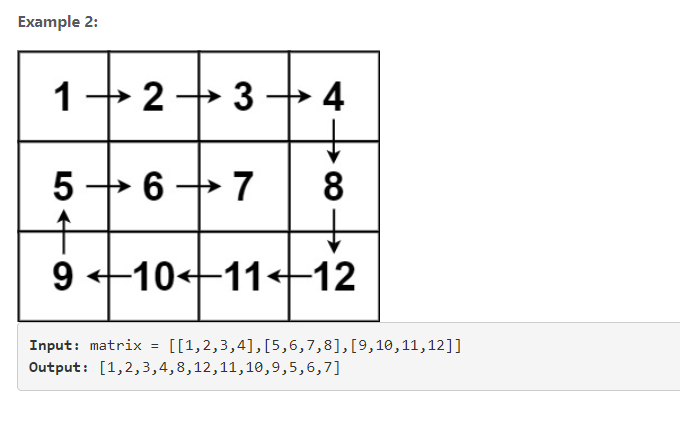 Example 2:
1 2 3 4
5 6 7 8
9 10 11 12
Input: matrix = [[1,2,3,4],[5,6,7,8],[9,10,11,12]]
Output: [1,2,3,4,8,12,11,10,9,5,6,7]